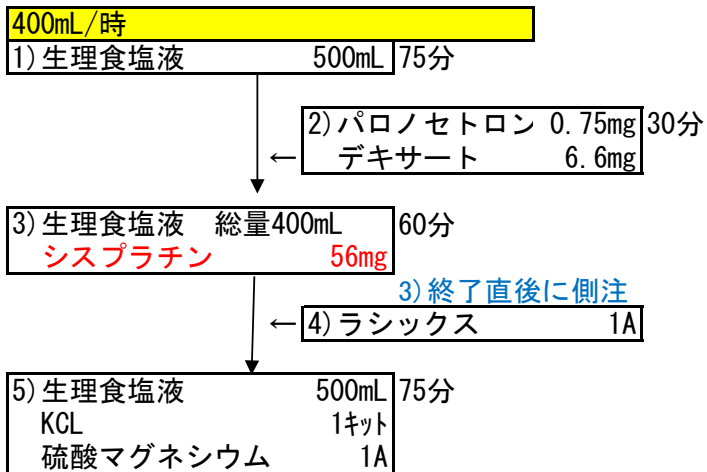 400mL/時
1)生理食塩液 500mL 75分
2)パロノセトロン 0.75mg 30分
← デキサート 6.6mg
3)生理食塩液 総量400mL 60分
シスプラチン 56mg
3)終了直後に側注
← 4)ラシックス 1A
5)生理食塩液 500mL 75分
KCL 1ｷｯﾄ
硫酸マグネシウム 1A